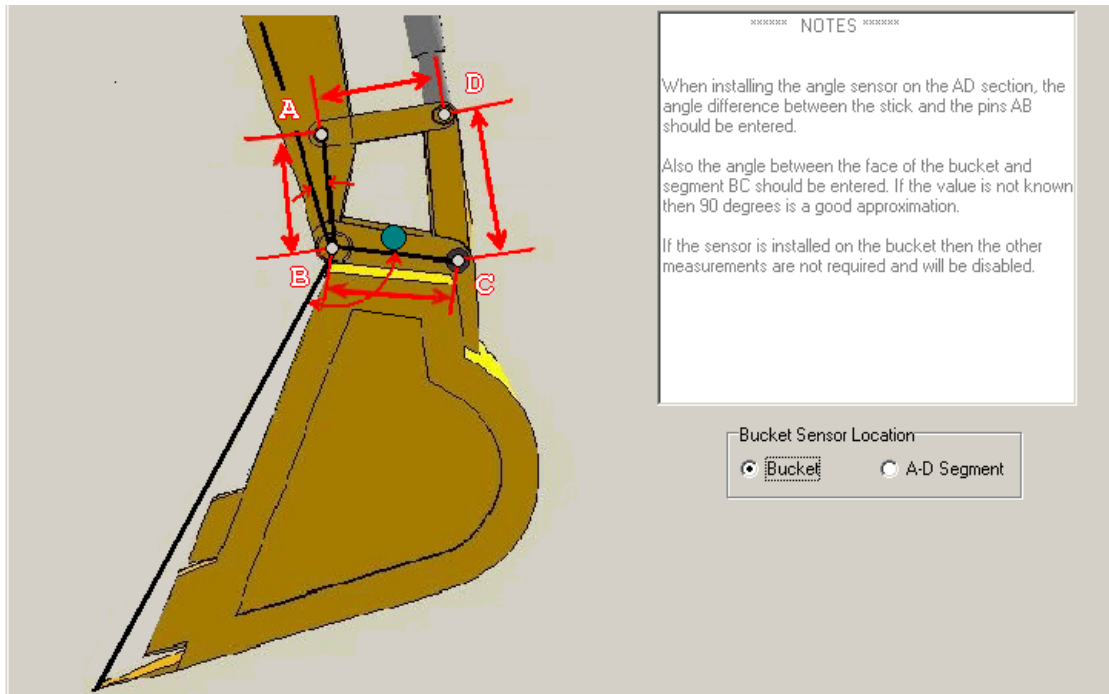 ****** NOTES ******
When installing the angle sensor on the AD section, the
angle difference between the stick and the pins AB
should be entered.
Also the angle between the face of the bucket and
segment BC should be entered. If the value is not known
then 90 degrees is a good approximation.
If the sensor is installed on the bucket then the other
measurements are not required and will be disabled.
D
A
B
C
Bucket Sensor Location
Bucket
A-D Segment